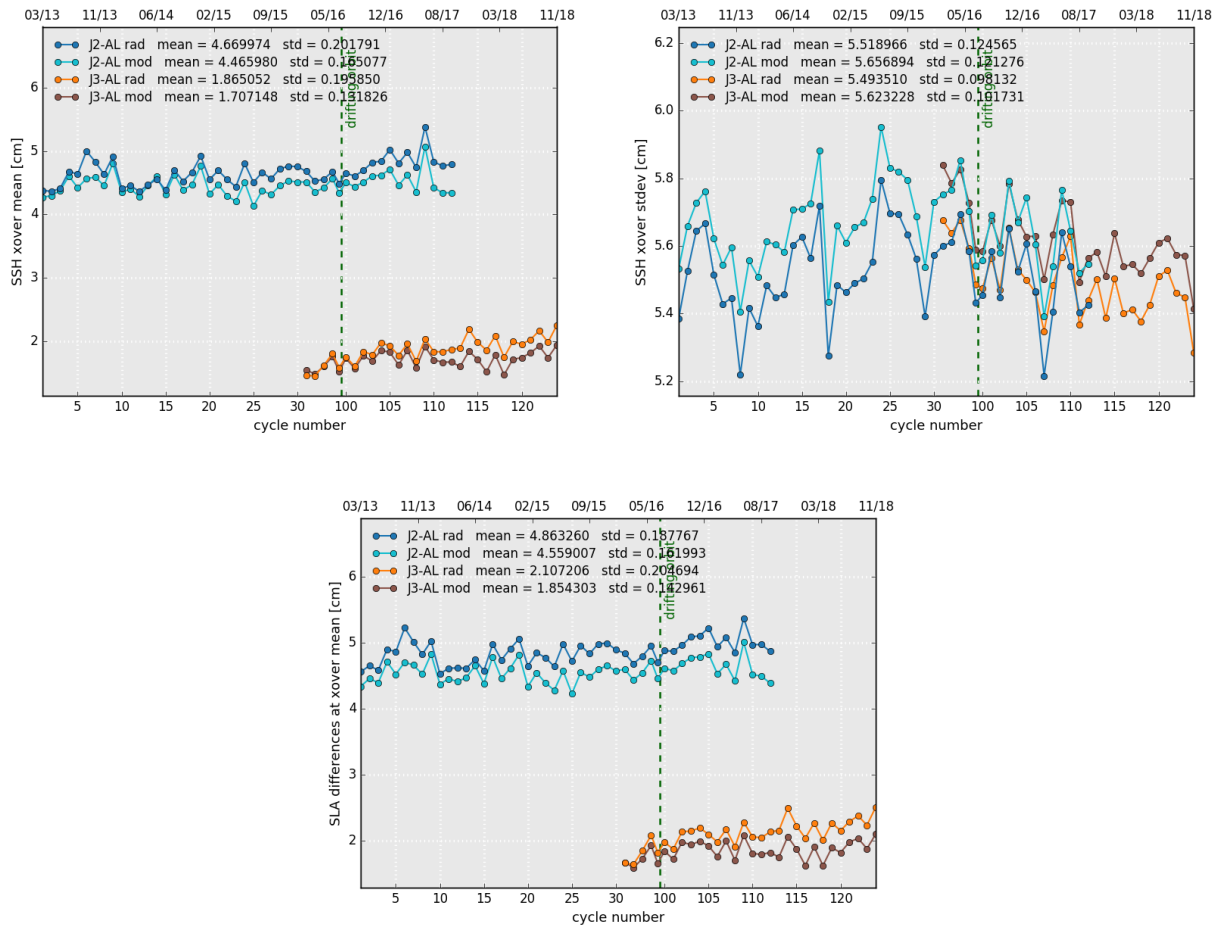 03/13 11/13 06/14 02/15 09/15 05/16 12/16 08/17 03/18 11/18
J2-AL rad mean = 4.669974 std = 0.201791
J2-AL mod mean = 4.465980 std = 0.165077
J3-AL rad mean = 1.865052 std = 0.195850
J3-AL mod mean = 1.707148 std = 0.131826
drifting orbit
SSH xover mean [cm]
6
5
4
3
2
5 10 15 20 25 30 100 105 110 115 120
cycle number
03/13 11/13 06/14 02/15 09/15 05/16 12/16 08/17 03/18 11/18
J2-AL rad mean = 5.518966 std = 0.124565
J2-AL mod mean = 5.656894 std = 0.121276
J3-AL rad mean = 5.493510 std = 0.098132
J3-AL mod mean = 5.623228 std = 0.101731
drifting orbit
SSH xover stdev [cm]
6.2
6.0
5.8
5.6
5.4
5.2
5 10 15 20 25 30 100 105 110 115 120
cycle number
03/13 11/13 06/14 02/15 09/15 05/16 12/16 08/17 03/18 11/18
J2-AL rad mean = 4.863260 std = 0.187767
J2-AL mod mean = 4.559007 std = 0.161993
J3-AL rad mean = 2.107206 std = 0.204694
J3-AL mod mean = 1.854303 std = 0.142961
drifting orbit
SLA differences at xover mean [cm]
6
5
4
3
2
5 10 15 20 25 30 100 105 110 115 120
cycle number